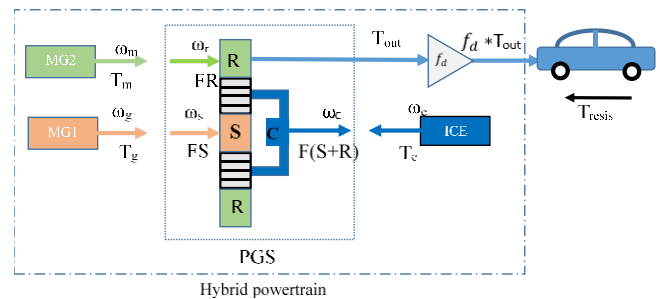 MG2
ωm
Tm
ωr
FR
R
Tout
fd
fd *Tout
Tresis
MG1
ωg
Tg
ωs
FS
S
C
ωc
F(S+R)
ωe
Te
ICE
R
PGS
Hybrid powertrain